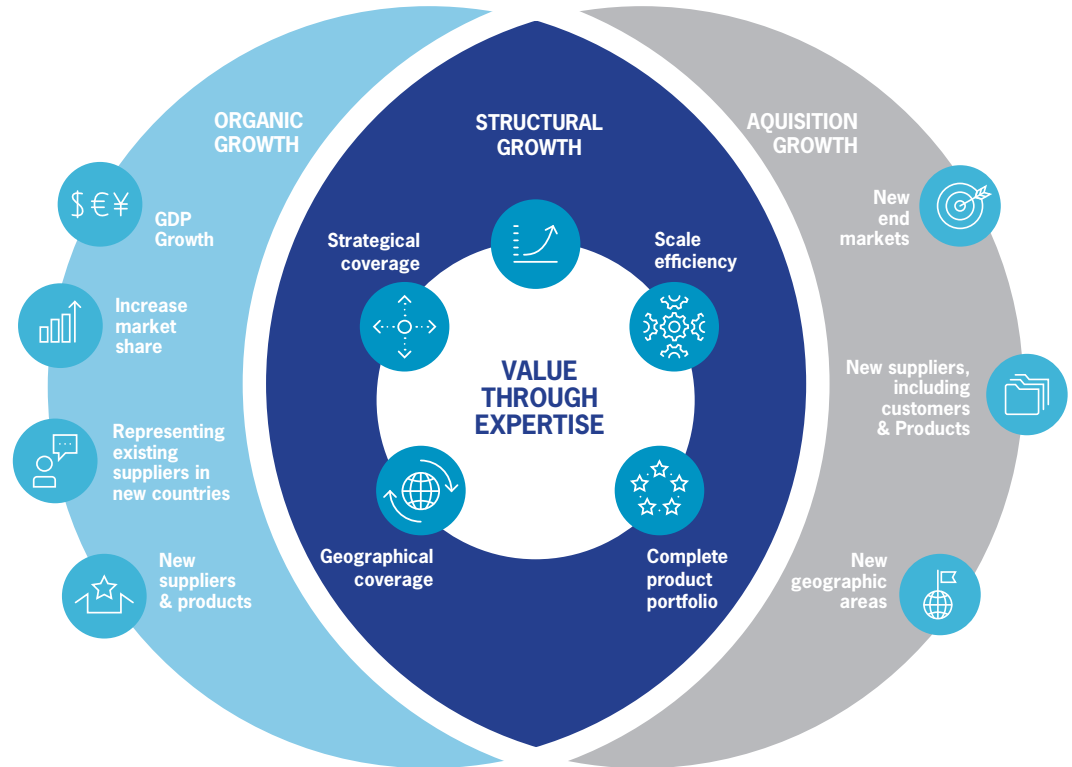 ORGANIC
GROWTH
$ € ¥
GDP
Growth
Increase
market
share
Representing
existing
suppliers in
new countries
New
suppliers
& products
STRUCTURAL
GROWTH
Strategical
coverage
Scale
efficiency
VALUE
THROUGH
EXPERTISE
Geographical
coverage
Complete
product
portfolio
AQUISITION
GROWTH
New
end
markets
New suppliers,
including
customers
& Products
New
geographic
areas